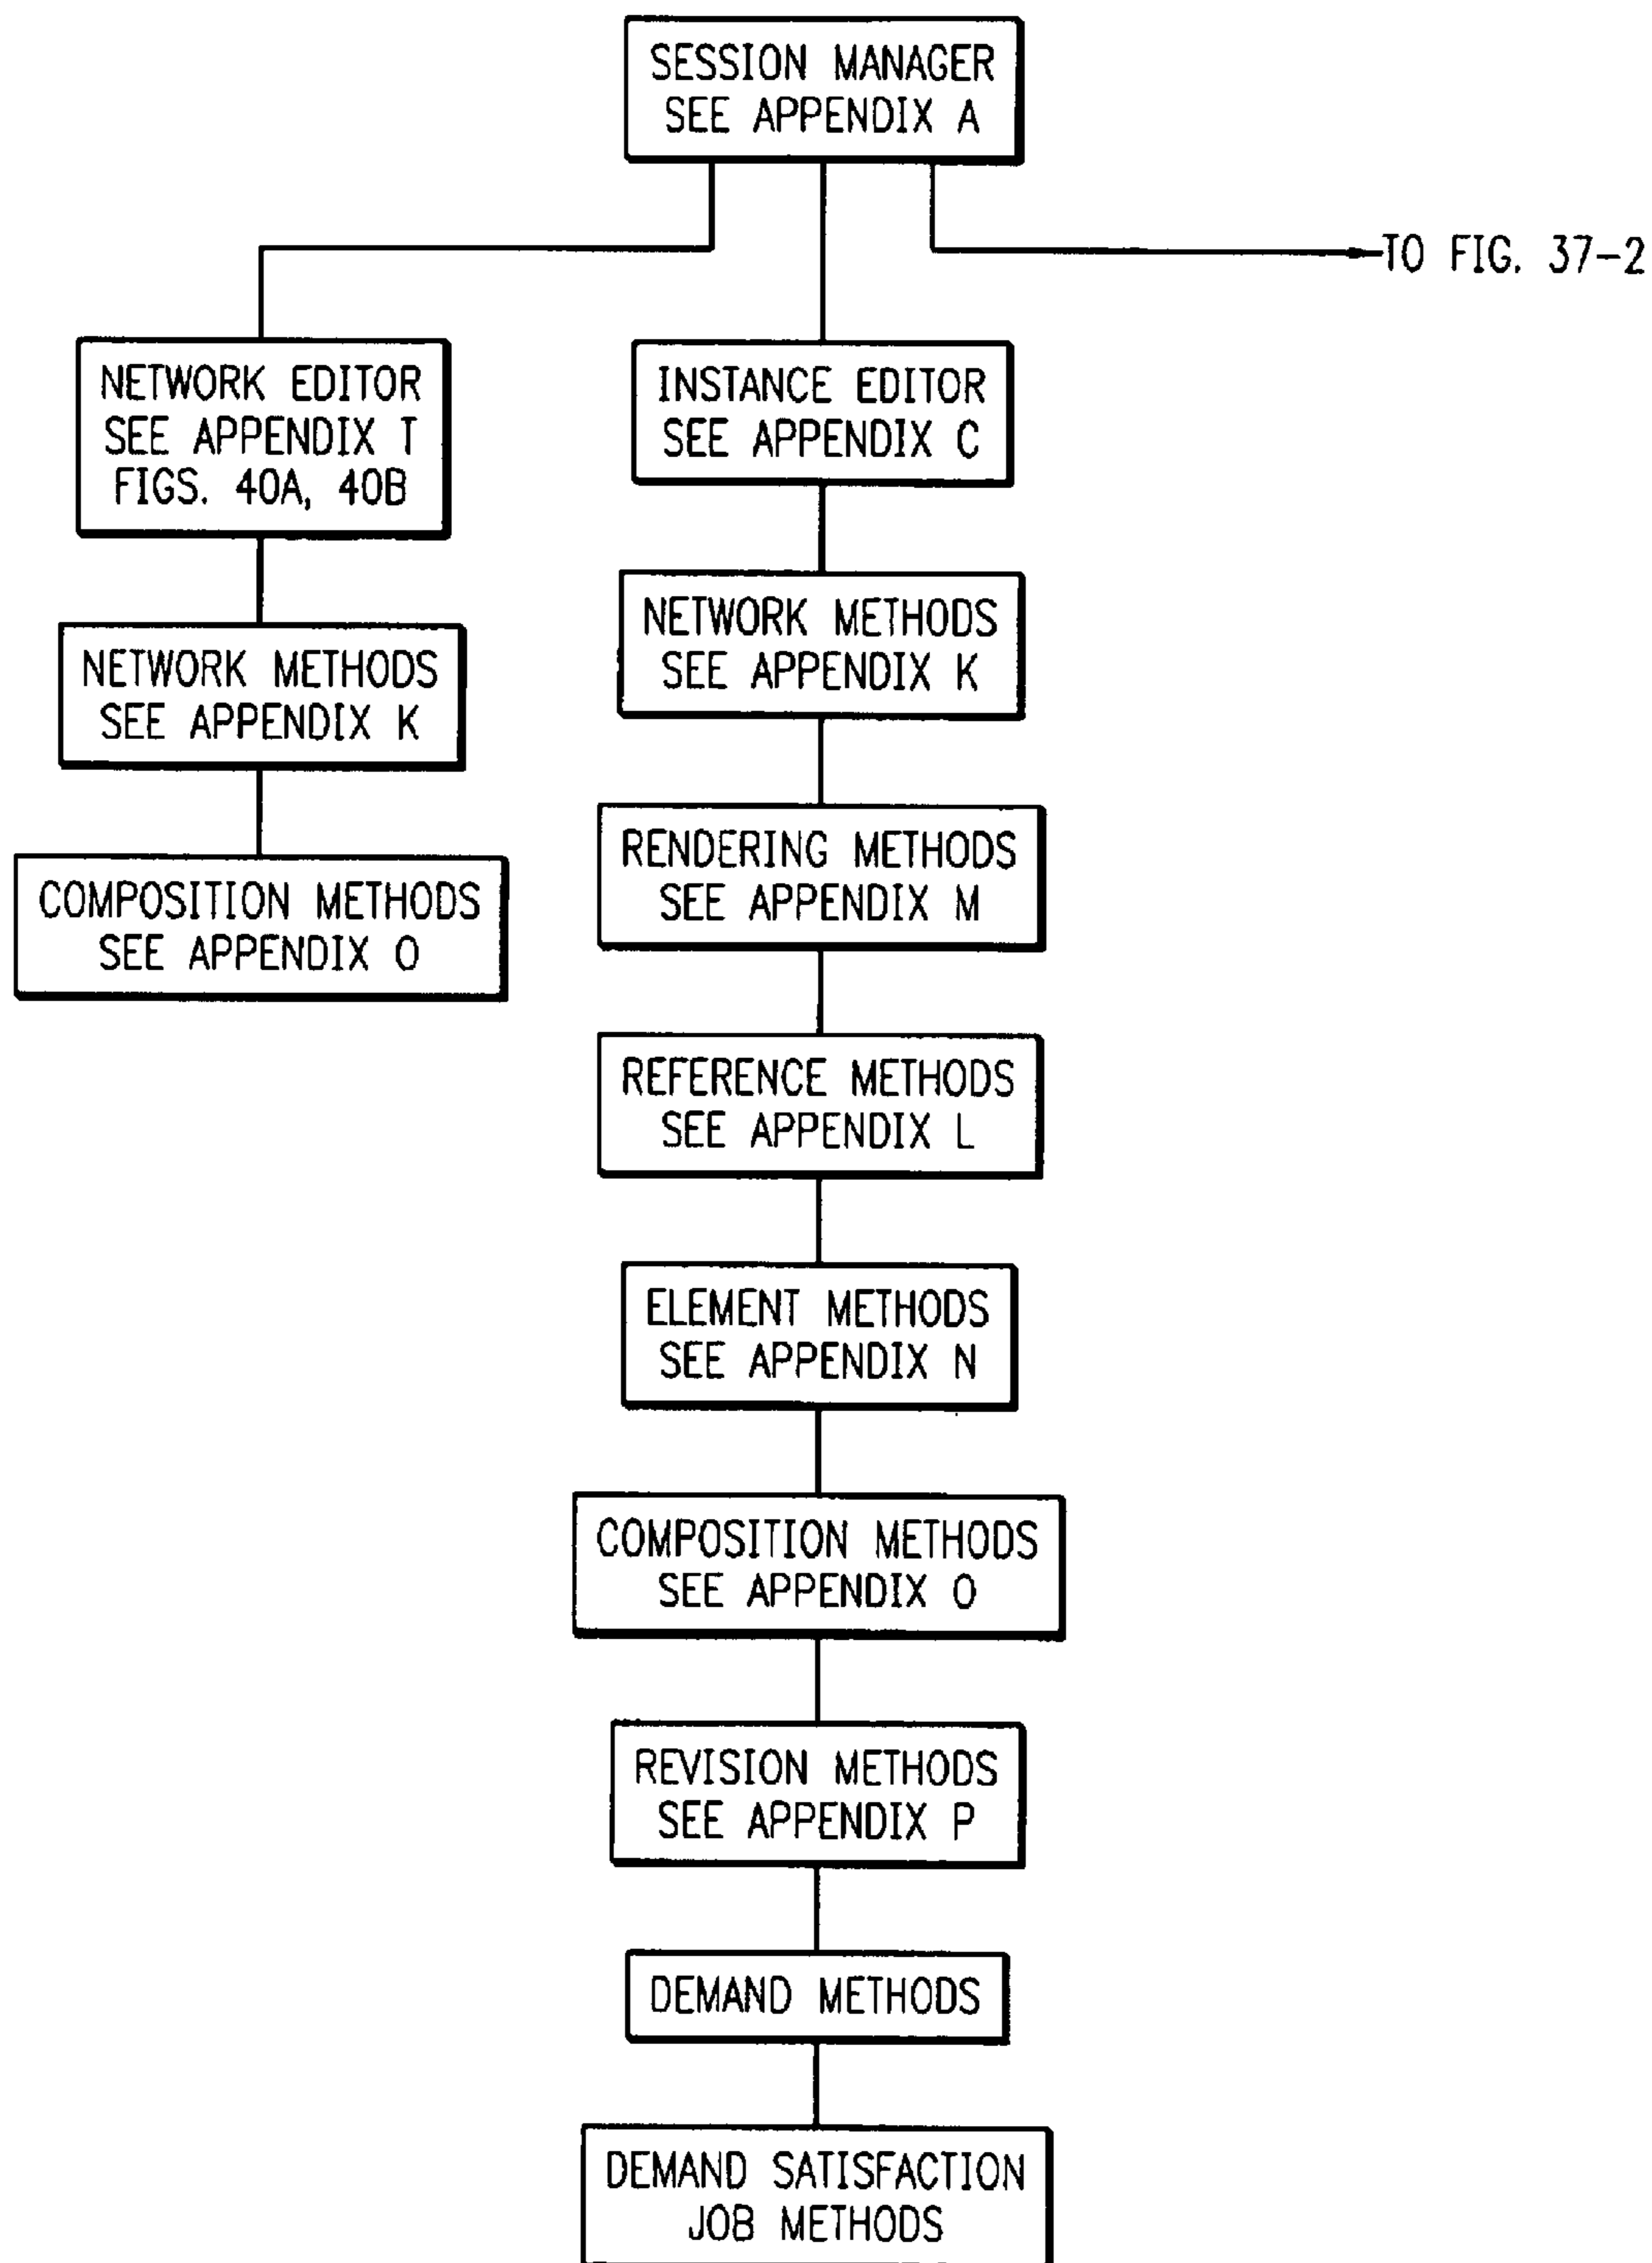 SESSION MANAGER
SEE APPENDIX A
TO FIG. 37-2
NETWORK EDITOR
SEE APPENDIX T
FIGS. 40A, 40B
INSTANCE EDITOR
SEE APPENDIX C
NETWORK METHODS
SEE APPENDIX K
NETWORK METHODS
SEE APPENDIX K
COMPOSITION METHODS
SEE APPENDIX O
RENDERING METHODS
SEE APPENDIX M
REFERENCE METHODS
SEE APPENDIX L
ELEMENT METHODS
SEE APPENDIX N
COMPOSITION METHODS
SEE APPENDIX O
REVISION METHODS
SEE APPENDIX P
DEMAND METHODS
DEMAND SATISFACTION
JOB METHODS